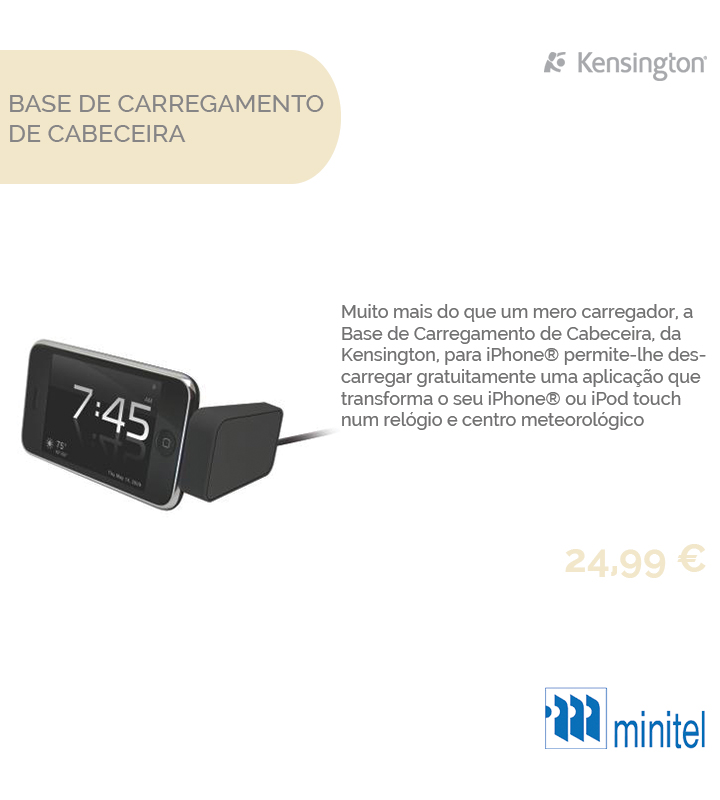 Kensington
BASE DE CARREGAMENTO
DE CABECEIRA
Muito mais do que um mero carregador, a
Base de Carregamento de Cabeceira, da
Kensington, para iPhone® permite-lhe des-
carregar gratuitamente uma aplicação que
transforma o seu iPhone® ou iPod touch
num relógio e centro meteorológico
AM
7:45
75°
24,99 €
minitel